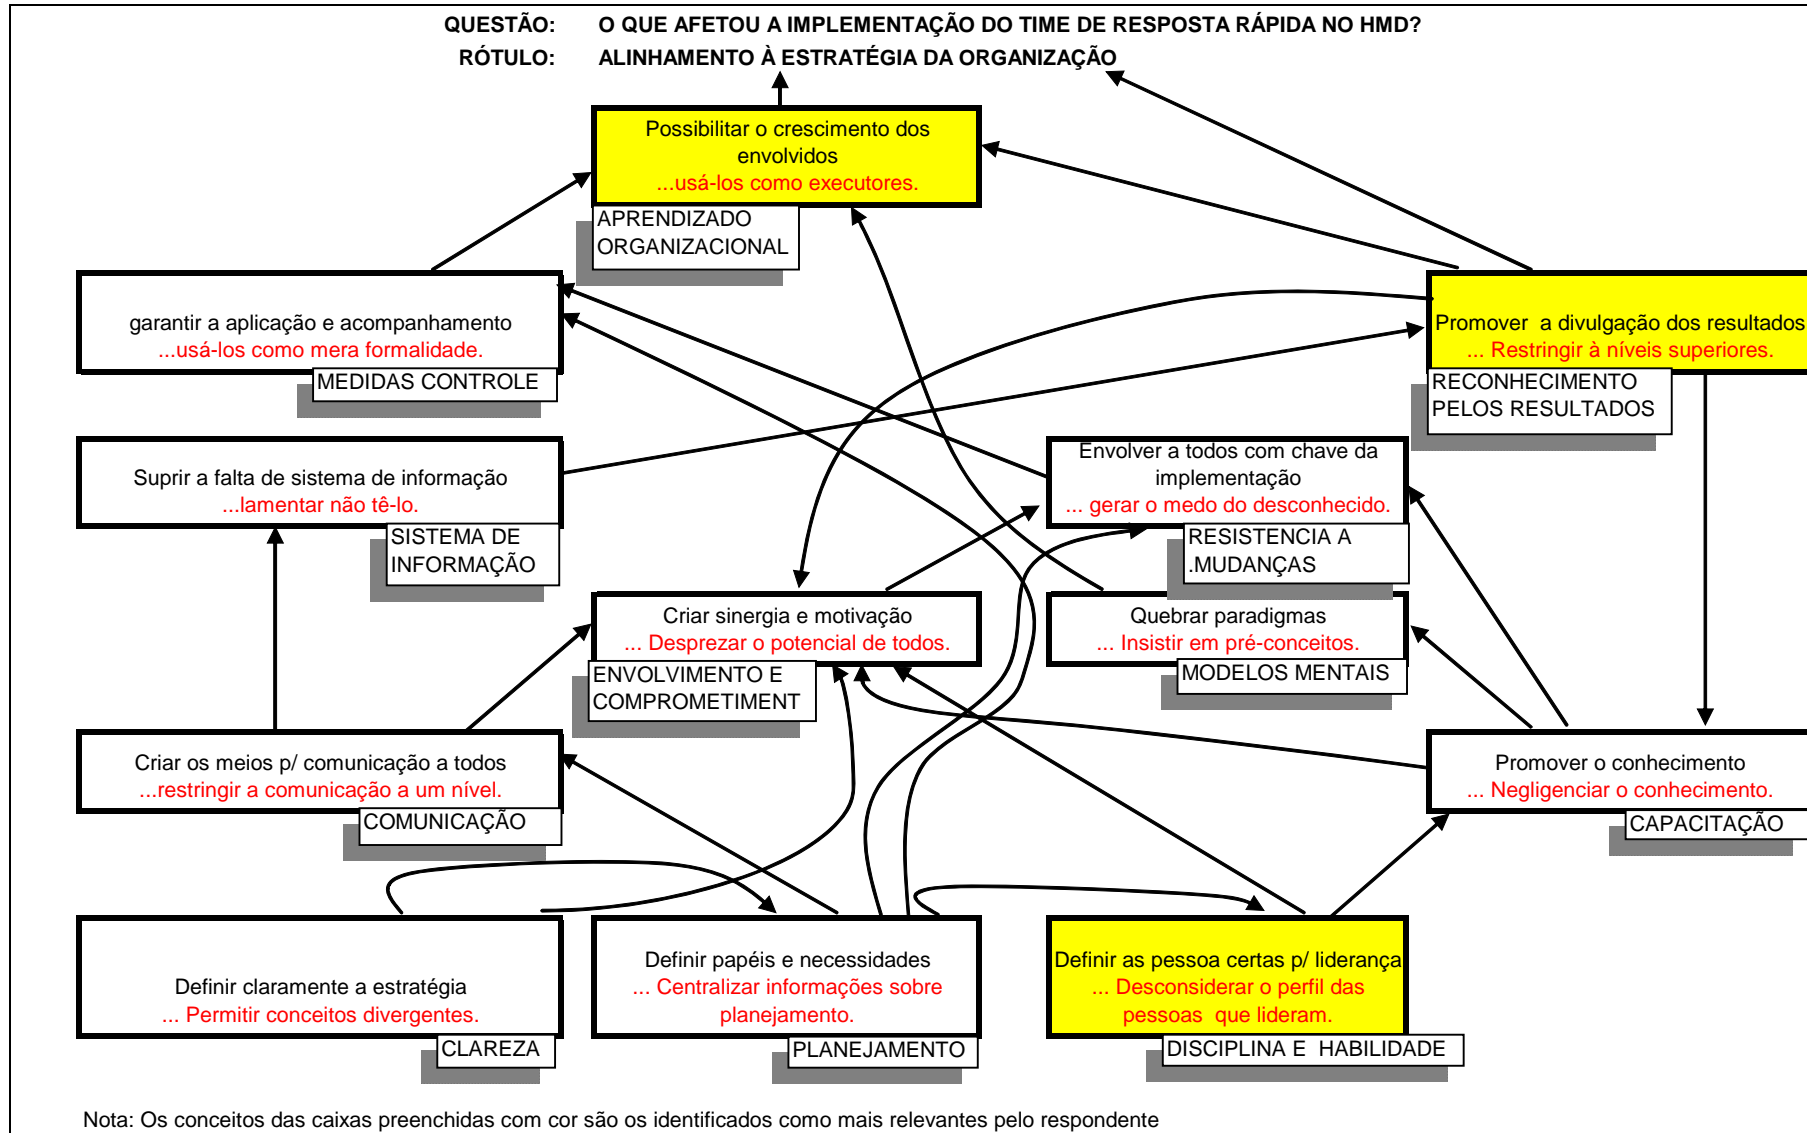 QUESTÃO: O QUE AFETOU A IMPLEMENTAÇÃO DO TIME DE RESPOSTA RÁPIDA NO HMD?
RÓTULO: ALINHAMENTO À ESTRATÉGIA DA ORGANIZAÇÃO
Possibilitar o crescimento dos
envolvidos
...usá-los como executores.
APRENDIZADO
ORGANIZACIONAL
garantir a aplicação e acompanhamento
...usá-los como mera formalidade.
MEDIDAS CONTROLE
Promover a divulgação dos resultados
... Restringir à níveis superiores.
RECONHECIMENTO
PELOS RESULTADOS
Suprir a falta de sistema de informação
...lamentar não tê-lo.
SISTEMA DE
INFORMAÇÃO
Envolver a todos com chave da
implementação
... gerar o medo do desconhecido.
RESISTENCIA A
.MUDANÇAS
Criar sinergia e motivação
... Desprezar o potencial de todos.
ENVOLVIMENTO E
COMPROMETIMENT
Quebrar paradigmas
... Insistir em pré-conceitos.
MODELOS MENTAIS
Criar os meios p/ comunicação a todos
...restringir a comunicação a um nível.
COMUNICAÇÃO
Promover o conhecimento
... Negligenciar o conhecimento.
CAPACITAÇÃO
Definir claramente a estratégia
... Permitir conceitos divergentes.
CLAREZA
Definir papéis e necessidades
... Centralizar informações sobre
planejamento.
PLANEJAMENTO
Definir as pessoa certas p/ liderança
... Desconsiderar o perfil das
pessoas que lideram.
DISCIPLINA E HABILIDADE
Nota: Os conceitos das caixas preenchidas com cor são os identificados como mais relevantes pelo respondente